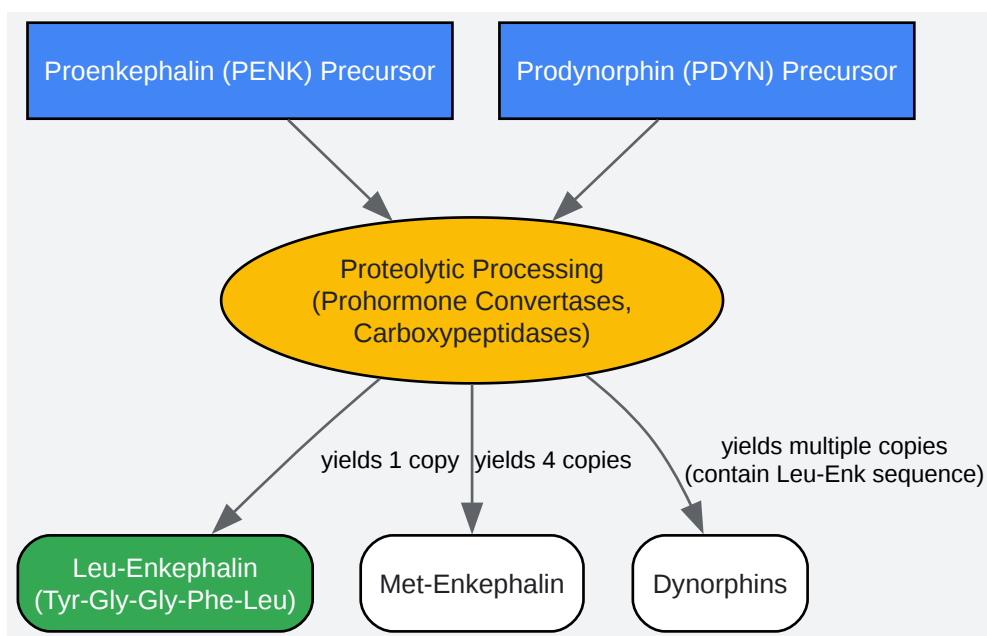 Proenkephalin (PENK) Precursor
Prodynorphin (PDYN) Precursor
Proteolytic Processing
(Prohormone Convertases,
Carboxypeptidases)
yields 1 copy
yields 4 copies
yields multiple copies
(contain Leu-Enk sequence)
Leu-Enkephalin
(Tyr-Gly-Gly-Phe-Leu)
Met-Enkephalin
Dynorphins